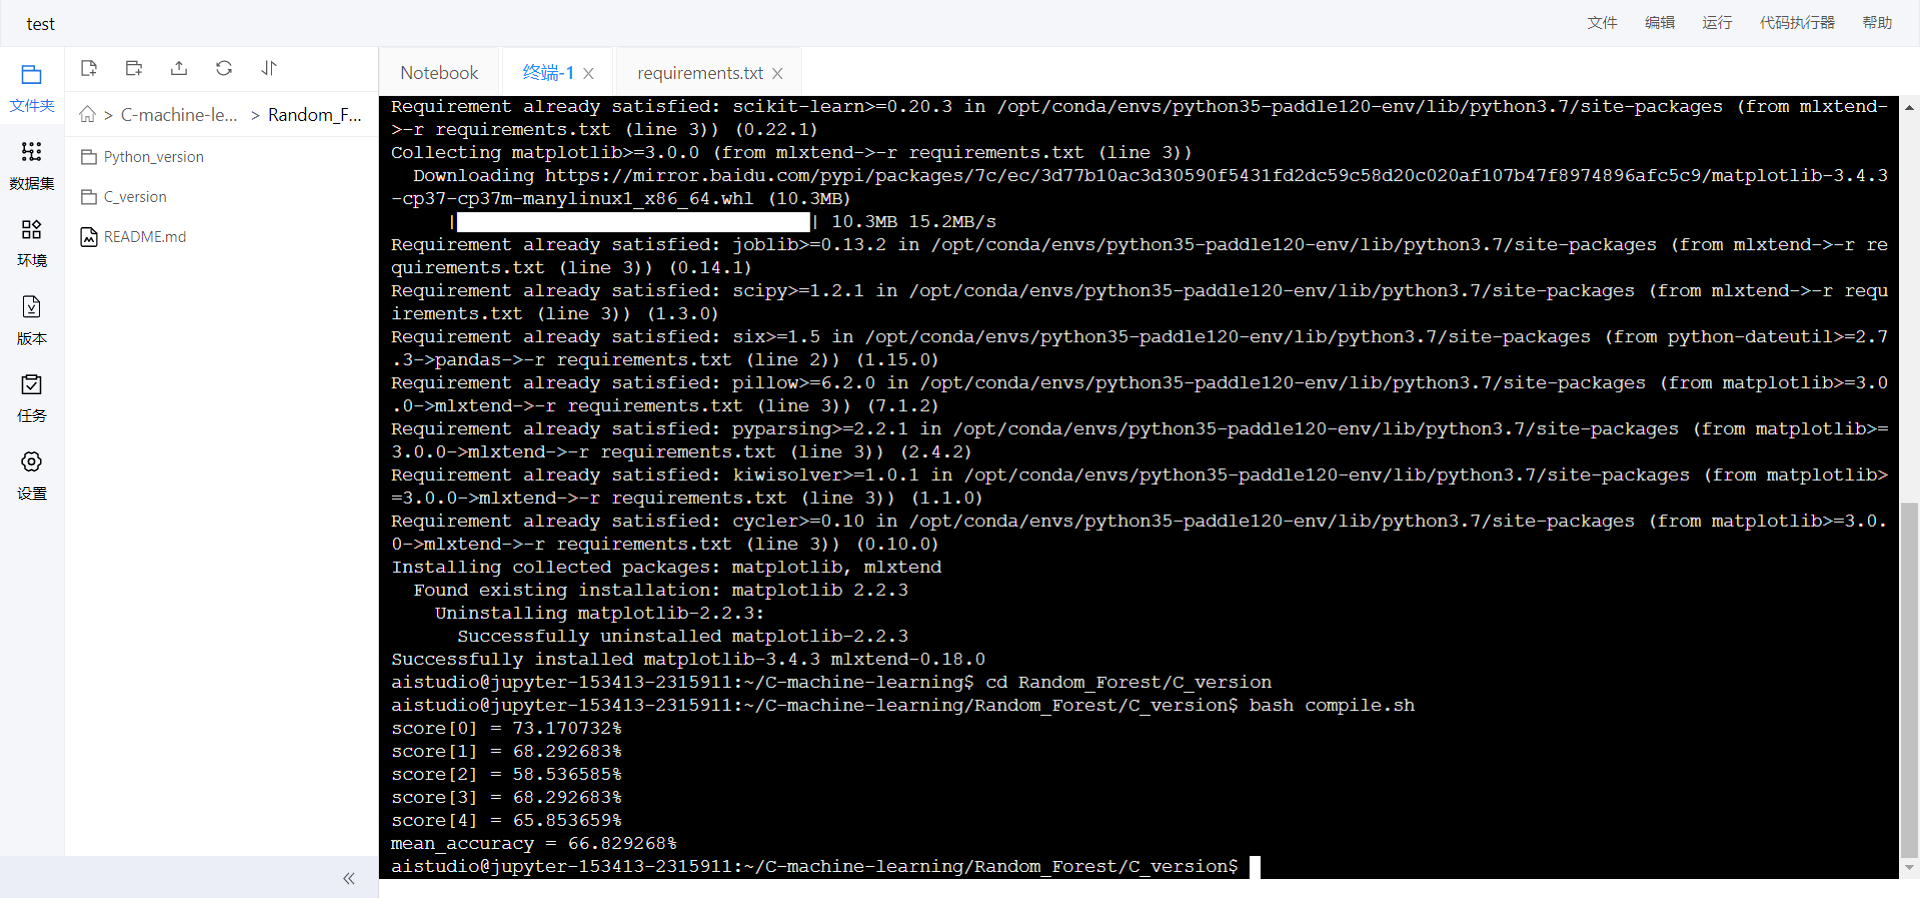 test
文件 编辑 运行 代码执行器 帮助
文件夹
数据集
环境
版本
任务
设置
> C-machine-le... > Random_F...
Python_version
C_version
README.md
Notebook 终端-1 requirements.txt
Requirement already satisfied: scikit-learn>=0.20.3 in /opt/conda/envs/python35-paddle120-env/lib/python3.7/site-packages (from mlxtend-
>-r requirements.txt (line 3)) (0.22.1)
Collecting matplotlib>=3.0.0 (from mlxtend->-r requirements.txt (line 3))
Downloading https://mirror.baidu.com/pypi/packages/7c/ec/3d77b10ac3d30590f5431fd2dc59c58d20c020af107b47f8974896afc5c9/matplotlib-3.4.3
-cp37-cp37m-manylinux1_x86_64.whl (10.3MB)
| | 10.3MB 15.2MB/s
Requirement already satisfied: joblib>=0.13.2 in /opt/conda/envs/python35-paddle120-env/lib/python3.7/site-packages (from mlxtend->-r re
quirements.txt (line 3)) (0.14.1)
Requirement already satisfied: scipy>=1.2.1 in /opt/conda/envs/python35-paddle120-env/lib/python3.7/site-packages (from mlxtend->-r requ
irements.txt (line 3)) (1.3.0)
Requirement already satisfied: six>=1.5 in /opt/conda/envs/python35-paddle120-env/lib/python3.7/site-packages (from python-dateutil>=2.7
.3->pandas->-r requirements.txt (line 2)) (1.15.0)
Requirement already satisfied: pillow>=6.2.0 in /opt/conda/envs/python35-paddle120-env/lib/python3.7/site-packages (from matplotlib>=3.0
.0->mlxtend->-r requirements.txt (line 3)) (7.1.2)
Requirement already satisfied: pyparsing>=2.2.1 in /opt/conda/envs/python35-paddle120-env/lib/python3.7/site-packages (from matplotlib>=
3.0.0->mlxtend->-r requirements.txt (line 3)) (2.4.2)
Requirement already satisfied: kiwisolver>=1.0.1 in /opt/conda/envs/python35-paddle120-env/lib/python3.7/site-packages (from matplotlib>
=3.0.0->mlxtend->-r requirements.txt (line 3)) (1.1.0)
Requirement already satisfied: cycler>=0.10 in /opt/conda/envs/python35-paddle120-env/lib/python3.7/site-packages (from matplotlib>=3.0.
0->mlxtend->-r requirements.txt (line 3)) (0.10.0)
Installing collected packages: matplotlib, mlxtend
Found existing installation: matplotlib 2.2.3
Uninstalling matplotlib-2.2.3:
Successfully uninstalled matplotlib-2.2.3
Successfully installed matplotlib-3.4.3 mlxtend-0.18.0
aistudio@jupyter-153413-2315911:~/C-machine-learning$ cd Random_Forest/C_version
aistudio@jupyter-153413-2315911:~/C-machine-learning/Random_Forest/C_version$ bash compile.sh
score[0] = 73.170732%
score[1] = 68.292683%
score[2] = 58.536585%
score[3] = 68.292683%
score[4] = 65.853659%
mean_accuracy = 66.829268%
aistudio@jupyter-153413-2315911:~/C-machine-learning/Random_Forest/C_version$